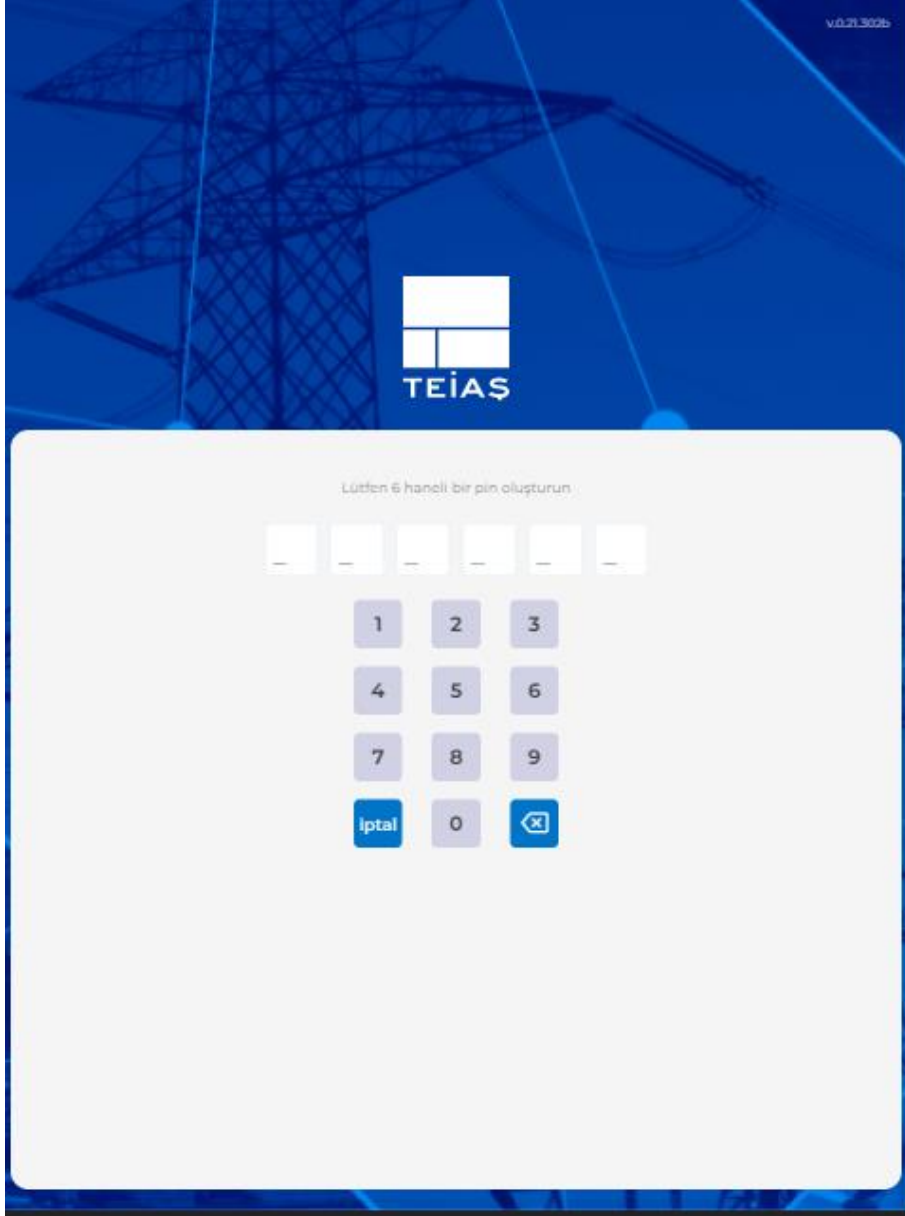 v.0.21.302b
TEİAŞ
Lütfen 6 haneli bir pin oluşturun
_ _ _ _ _ _
1 2 3
4 5 6
7 8 9
iptal 0